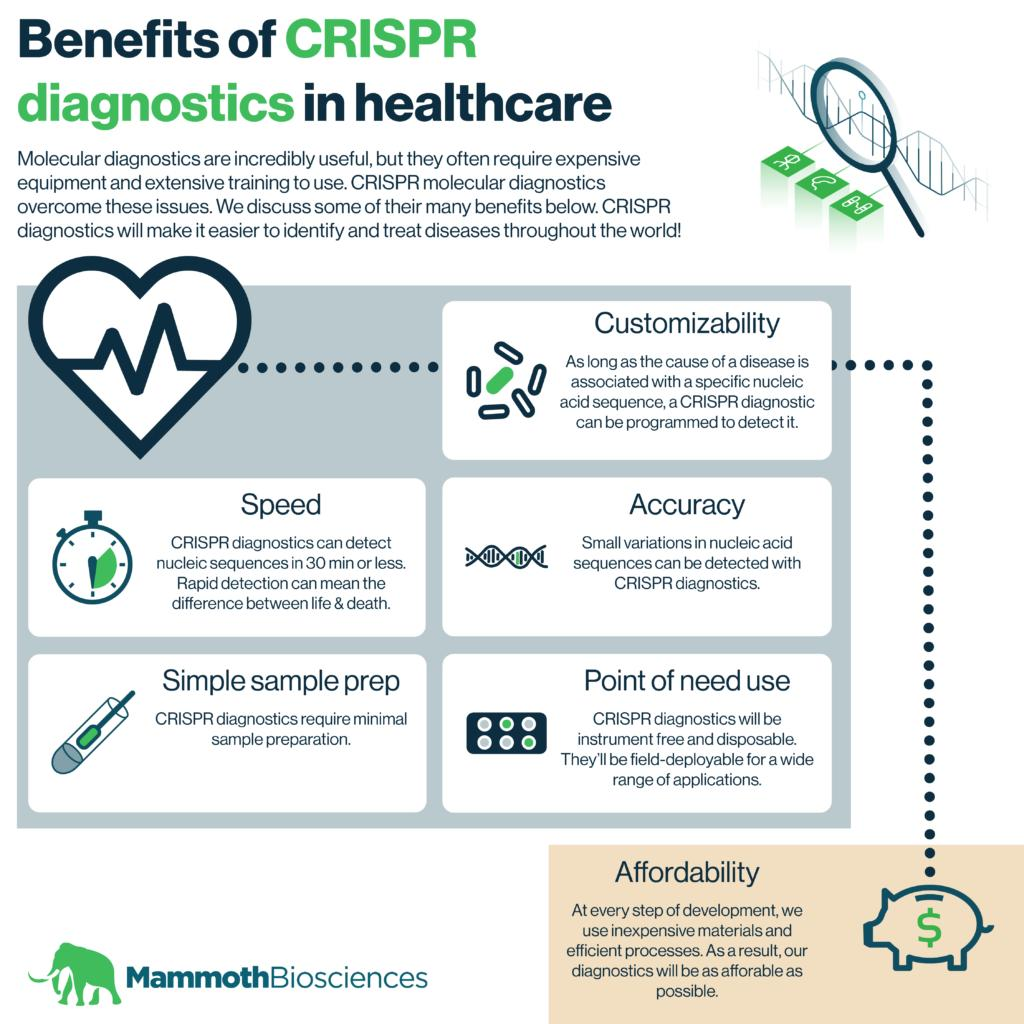 Benefits of CRISPR
diagnostics in healthcare
Molecular diagnostics are incredibly useful, but they often require expensive
equipment and extensive training to use. CRISPR molecular diagnostics
overcome these issues. We discuss some of their many benefits below. CRISPR
diagnostics will make it easier to identify and treat diseases throughout the world!
Customizability
As long as the cause of a disease is
associated with a specific nucleic
acid sequence, a CRISPR diagnostic
can be programmed to detect it.
Speed
CRISPR diagnostics can detect
nucleic sequences in 30 min or less.
Rapid detection can mean the
difference between life & death.
Accuracy
Small variations in nucleic acid
sequences can be detected with
CRISPR diagnostics.
Simple sample prep
CRISPR diagnostics require minimal
sample preparation.
Point of need use
CRISPR diagnostics will be
instrument free and disposable.
They'll be field-deployable for a wide
range of applications.
Affordability
At every step of development, we
use inexpensive materials and
efficient processes. As a result, our
diagnostics will be as afforable as
possible.
$
MammothBiosciences